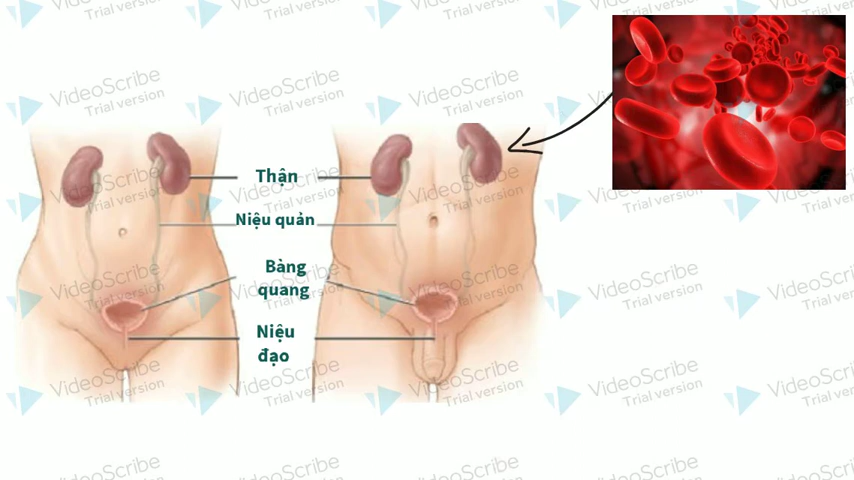 VideoScribe
Trial version
Thận
Niệu quản
Bàng
quang
Niệu
đạo